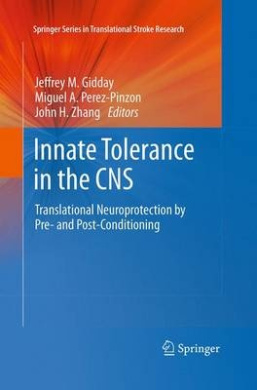 Springer Series in Translational Stroke Research
Jeffrey M. Gidday
Miguel A. Perez-Pinzon
John H. Zhang Editors
Innate Tolerance
in the CNS
Translational Neuroprotection by
Pre- and Post-Conditioning
Springer